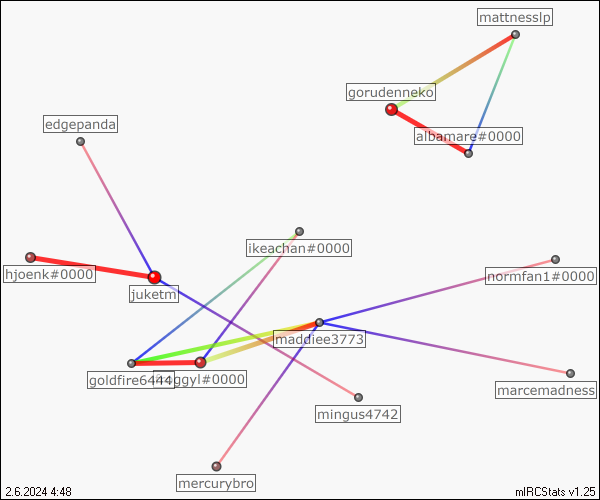 mattnesslp
gorudenneko
edgepanda
albamare#0000
ikeachan#0000
hjoenk#0000
normfan1#0000
juketm
maddiee3773
goldfire6444
ggyl#0000
marcemadness
mingus4742
mercurybro
2.6.2024 4:48
mIRCStats v1.25